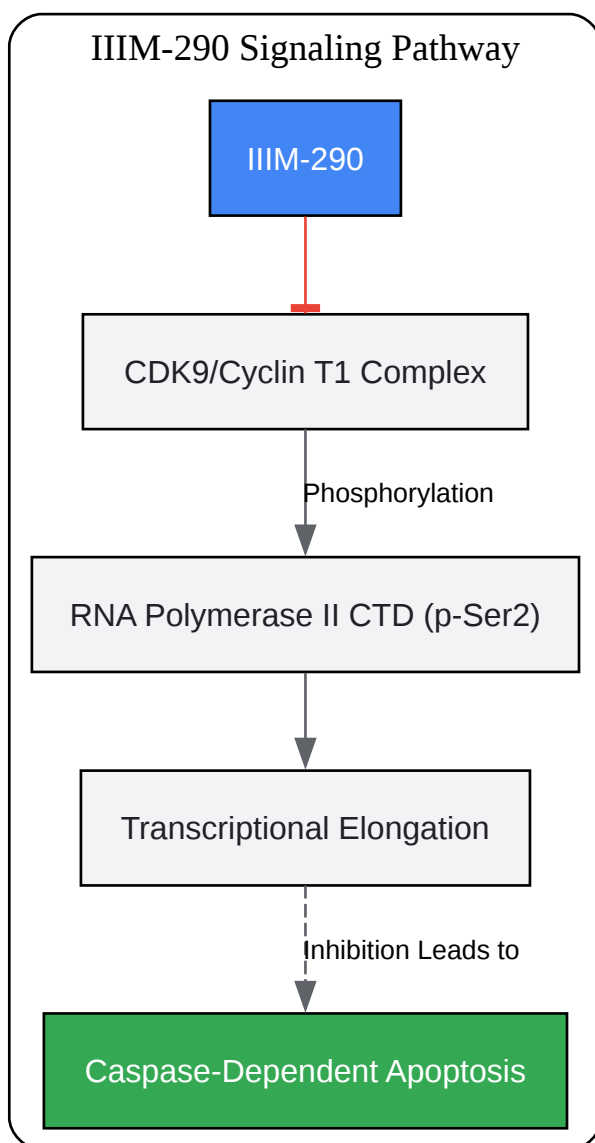 IIIM-290 Signaling Pathway
IIIM-290
CDK9/Cyclin T1 Complex
Phosphorylation
RNA Polymerase II CTD (p-Ser2)
Transcriptional Elongation
Inhibition Leads to
Caspase-Dependent Apoptosis